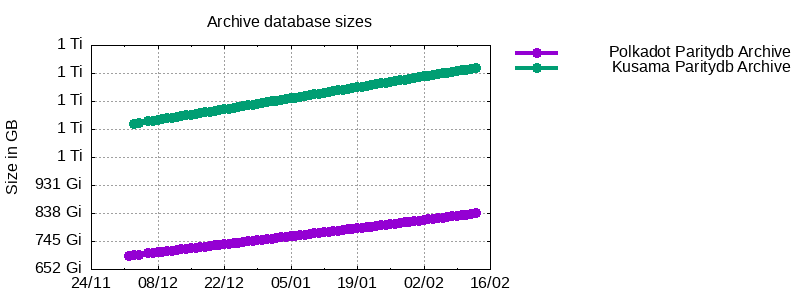 Archive database sizes
1 Ti
1 Ti
1 Ti
1 Ti
1 Ti
931 Gi
838 Gi
745 Gi
652 Gi
Size in GB
24/11 08/12 22/12 05/01 19/01 02/02 16/02
Polkadot Paritydb Archive
Kusama Paritydb Archive